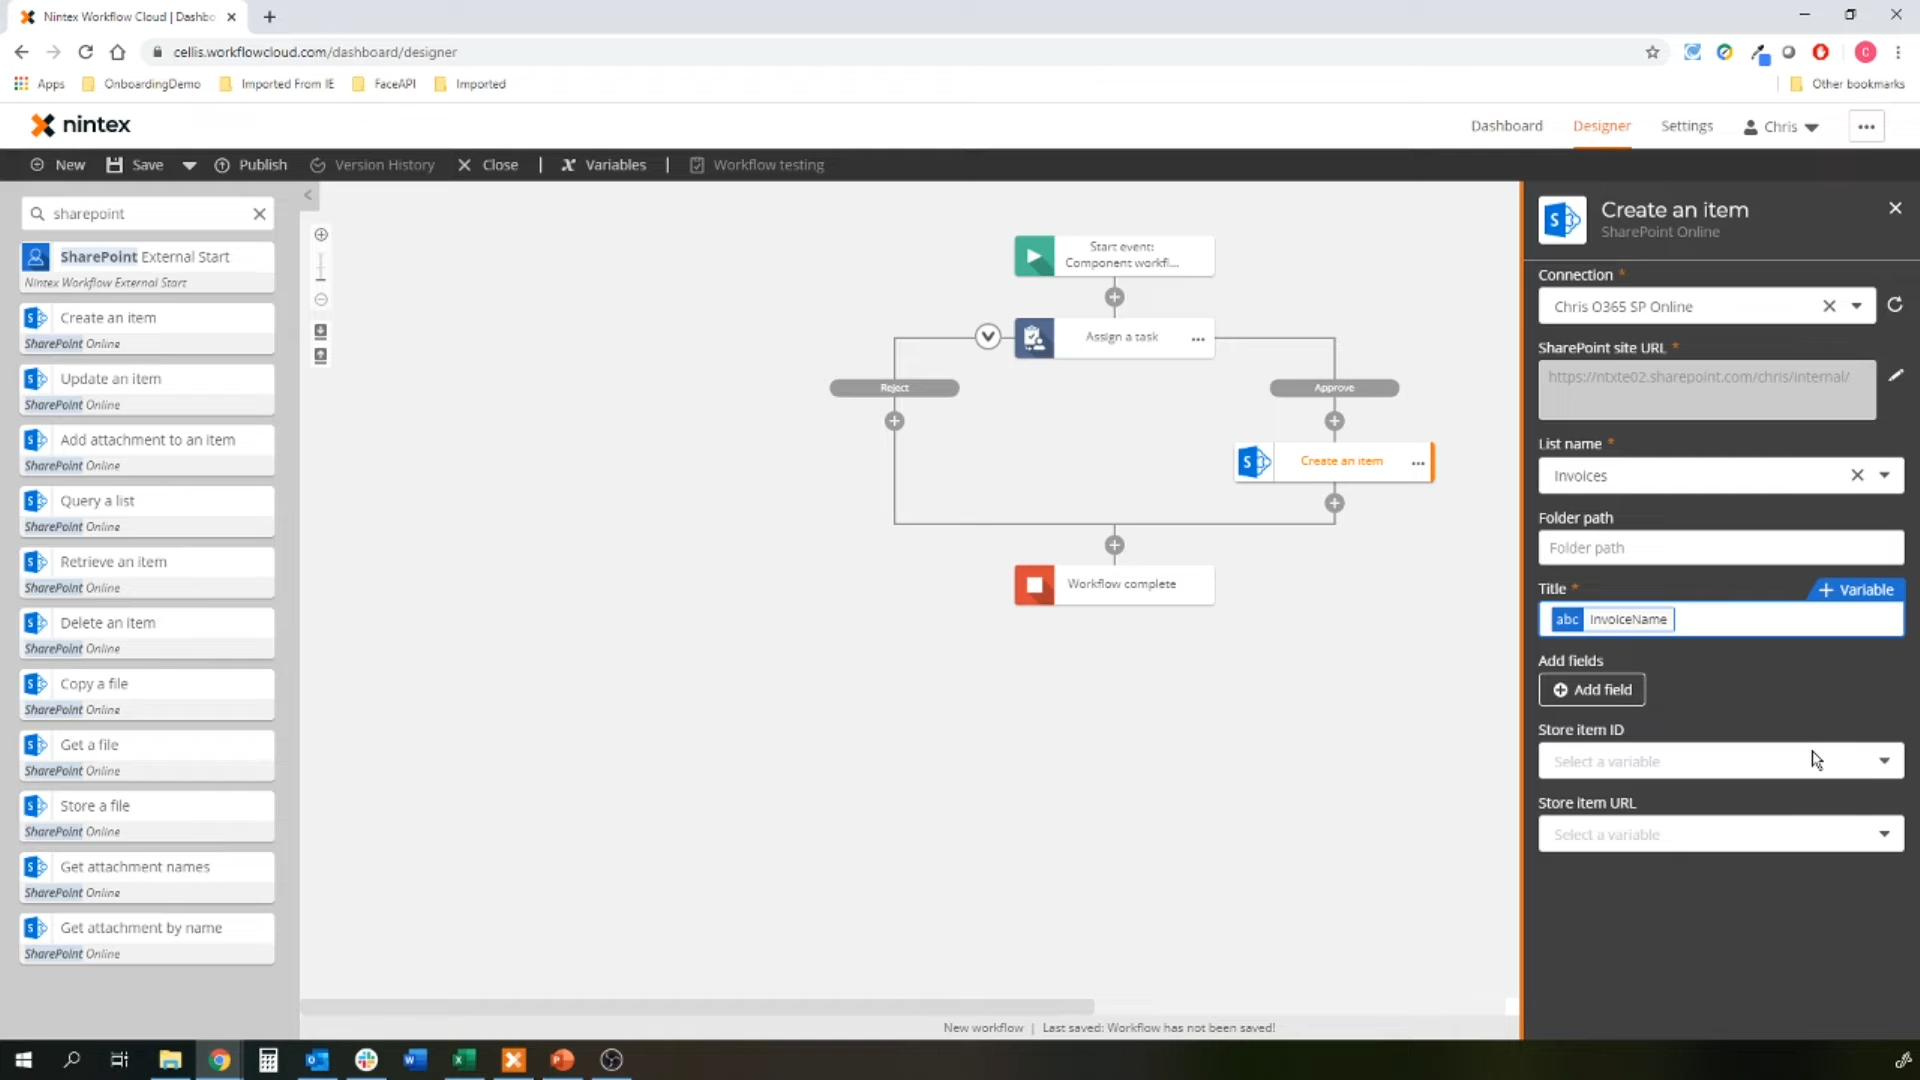 Nintex Workflow Cloud | Dashbo
cellis.workflowcloud.com/dashboard/designer
Apps OnboardingDemo Imported From IE FaceAPI Imported Other bookmarks
nintex Dashboard Designer Settings Chris
New Save Publish Version History Close | Variables | Workflow testing
sharepoint
SharePoint External Start
Nintex Workflow External Start
Create an item
SharePoint Online
Update an item
SharePoint Online
Add attachment to an item
SharePoint Online
Query a list
SharePoint Online
Retrieve an item
SharePoint Online
Delete an item
SharePoint Online
Copy a file
SharePoint Online
Get a file
SharePoint Online
Store a file
SharePoint Online
Get attachment names
SharePoint Online
Get attachment by name
SharePoint Online
Start event:
Component workfl...
Assign a task
Reject
Approve
Create an item
Workflow complete
New workflow | Last saved: Workflow has not been saved!
Create an item
SharePoint Online
Connection *
Chris O365 SP Online
SharePoint site URL *
https://ntxte02.sharepoint.com/chris/internal/
List name *
Invoices
Folder path
Folder path
Title * + Variable
abc InvoiceName
Add fields
Add field
Store item ID
Select a variable
Store item URL
Select a variable